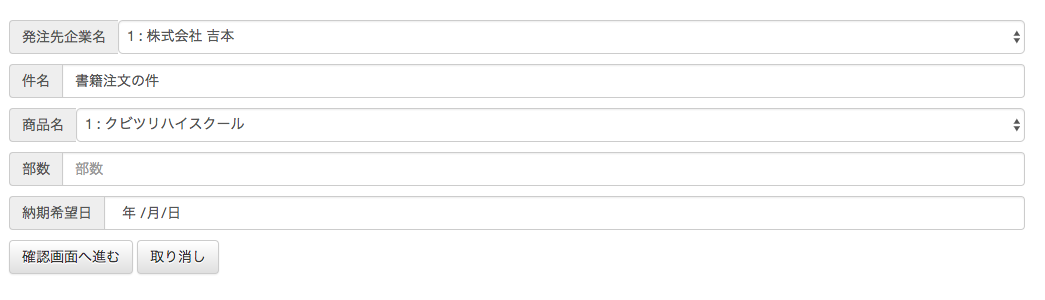 発注先企業名 1 : 株式会社 吉本
件名 書籍注文の件
商品名 1 : クビツリハイスクール
部数 部数
納期希望日 年 /月/日
確認画面へ進む 取り消し